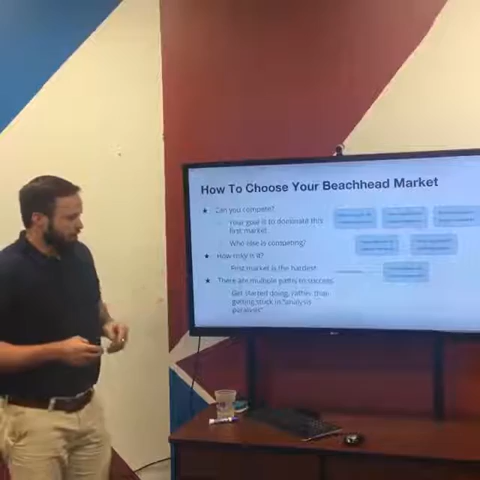 How To Choose Your Beachhead Market
Can you compete?
Your goal is to dominate this
first market
Who else is competing?
How risky is it?
First market is the hardest
There are multiple paths to success
Get started doing, rather than
getting stuck in "analysis
paralysis"